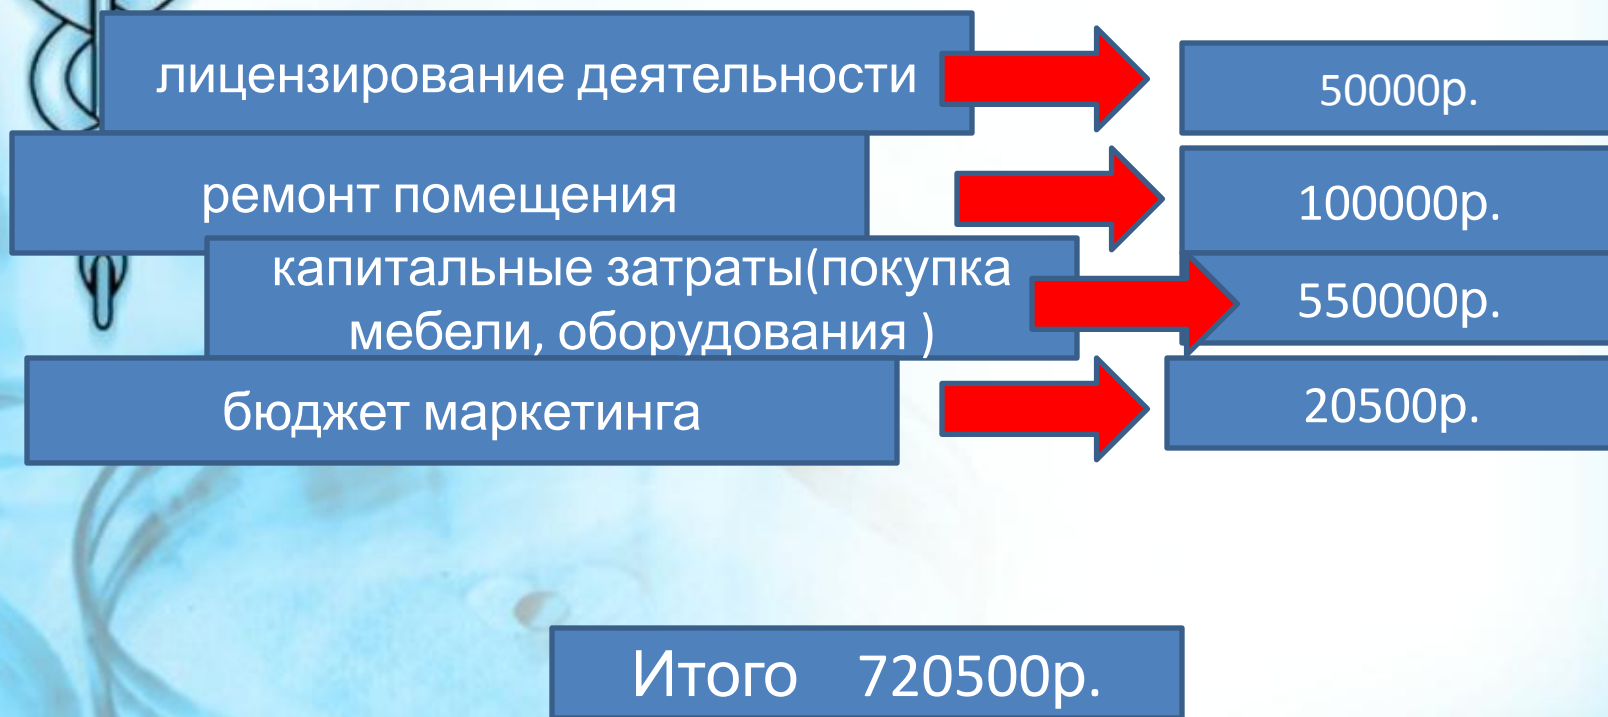 лицензирование деятельности
50000р.
ремонт помещения
100000р.
капитальные затраты(покупка
мебели, оборудования )
550000р.
бюджет маркетинга
20500р.
Итого 720500р.